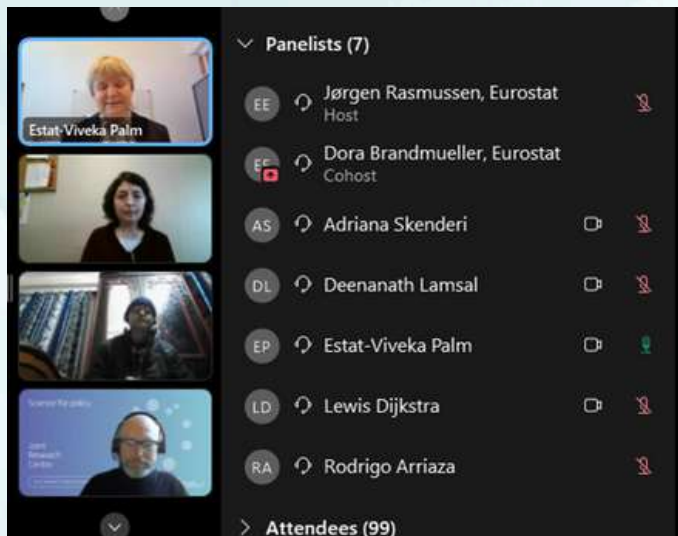 Estat-Viveka Palm
Science for policy
Joint
Research
Centre
Panelists (7)
EE
Jørgen Rasmussen, Eurostat
Host
Dora Brandmueller, Eurostat
Cohost
AS
Adriana Skenderi
DL
Deenanath Lamsal
EP
Estat-Viveka Palm
LD
Lewis Dijkstra
RA
Rodrigo Arriaza
Attendees (99)